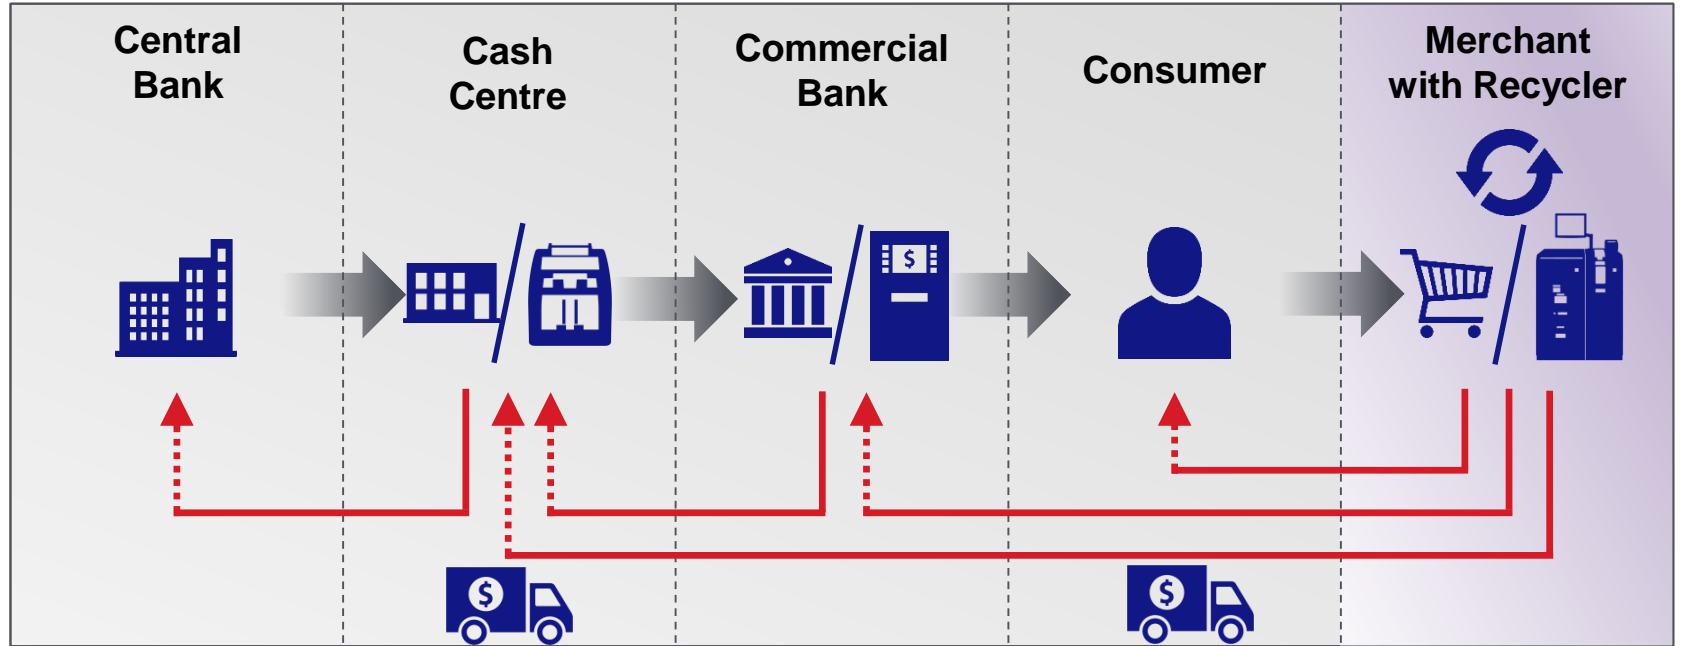 Central
Bank
Cash
Centre
Commercial
Bank
Consumer
Merchant
with Recycler
$
$
$